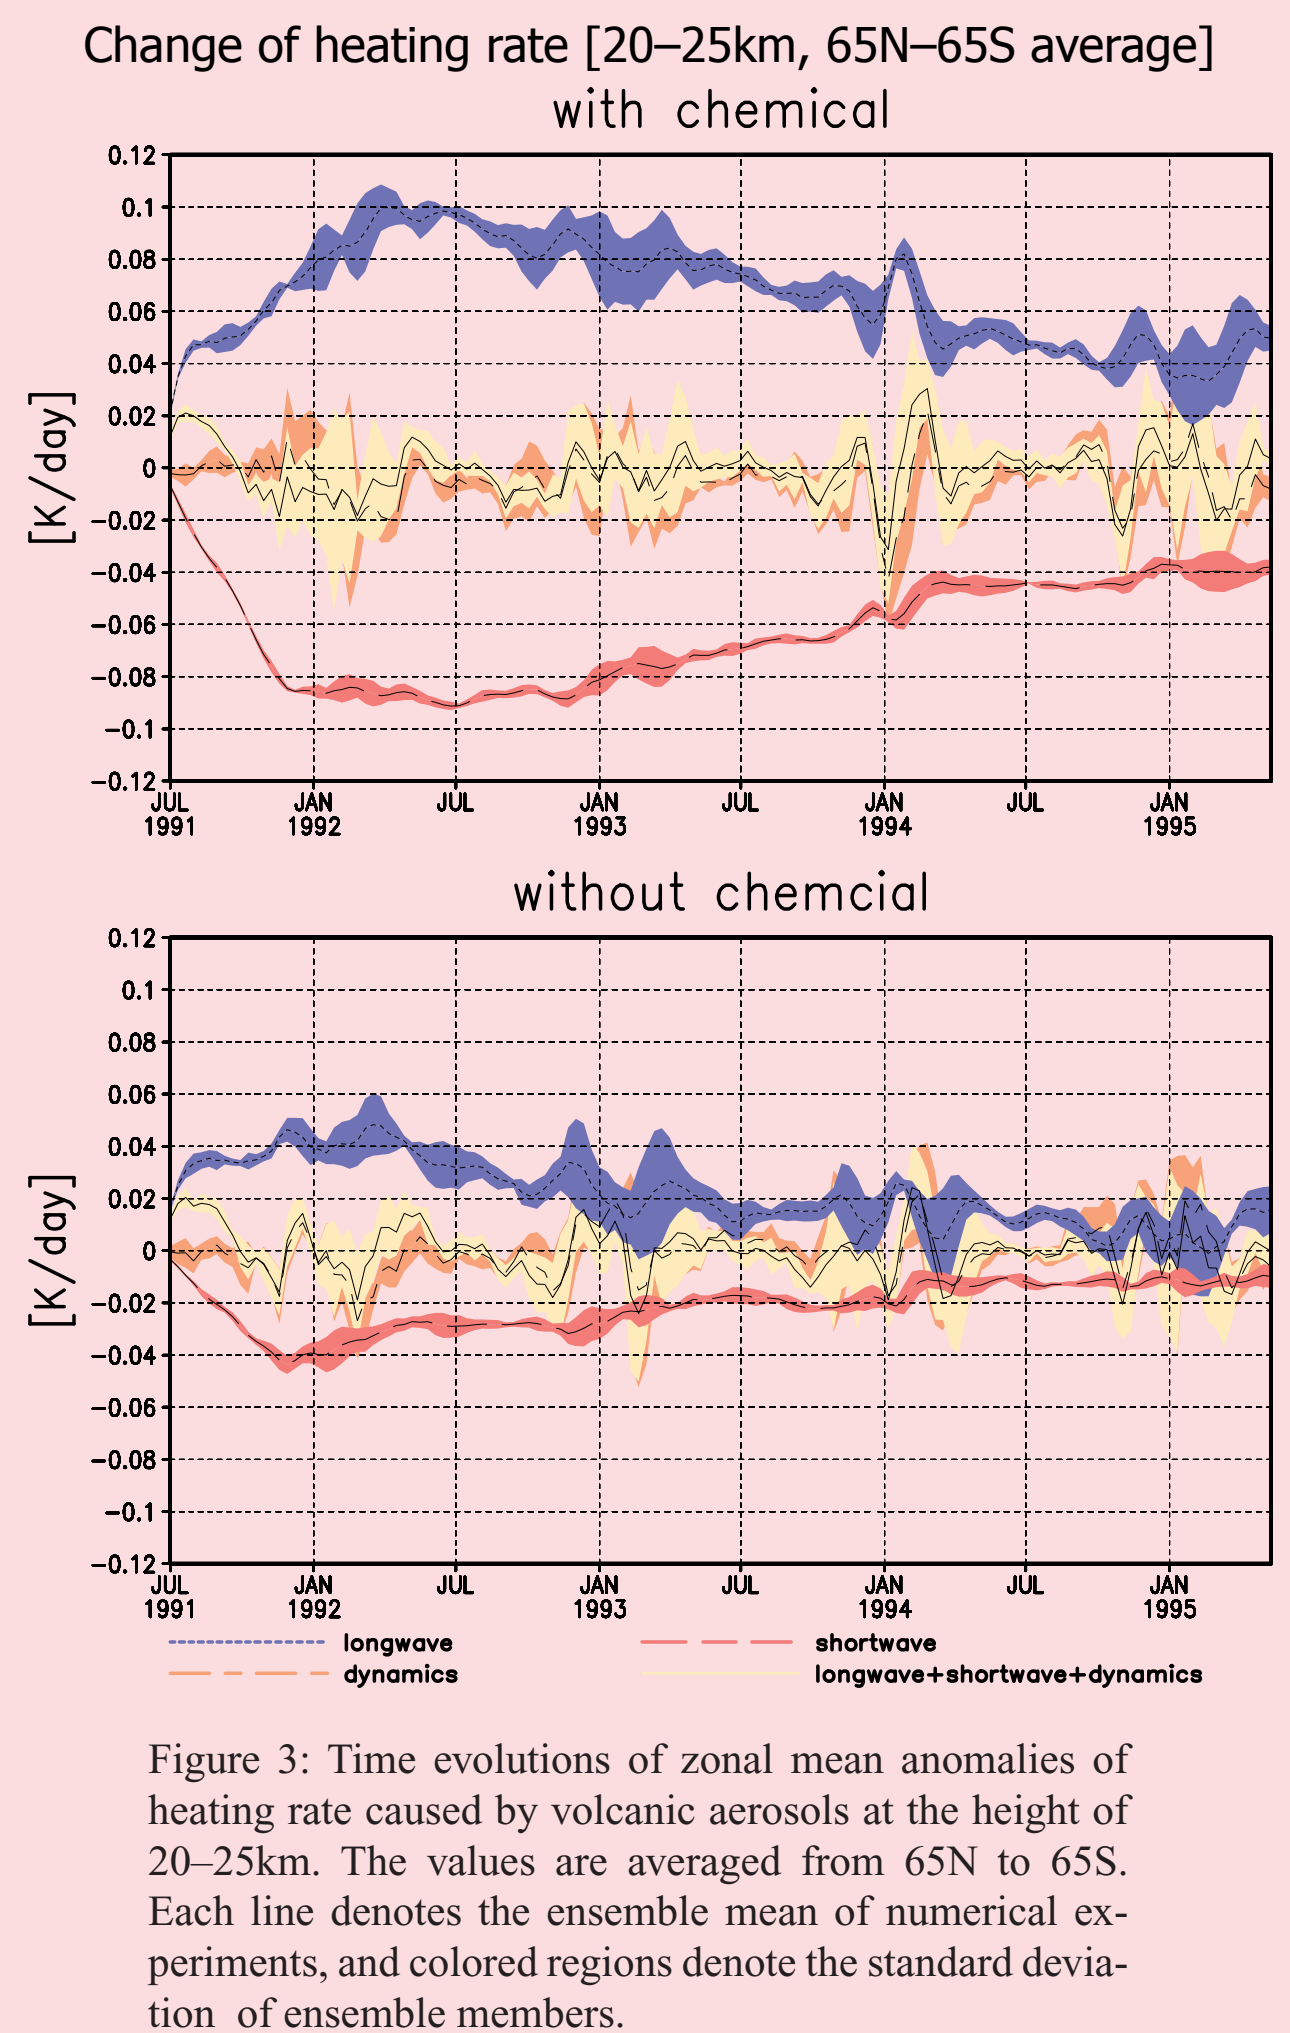 Change of heating rate [20–25km, 65N–65S average]
with chemical
0.12
0.1
0.08
0.06
0.04
0.02
0
−0.02
−0.04
−0.06
−0.08
−0.1
−0.12
[K/day]
JUL JAN JUL JAN JUL JAN JUL JAN
1991 1992 1993 1994 1995
without chemcial
0.12
0.1
0.08
0.06
0.04
0.02
0
−0.02
−0.04
−0.06
−0.08
−0.1
−0.12
[K/day]
JUL JAN JUL JAN JUL JAN JUL JAN
1991 1992 1993 1994 1995
longwave shortwave
dynamics longwave+shortwave+dynamics
Figure 3: Time evolutions of zonal mean anomalies of
heating rate caused by volcanic aerosols at the height of
20–25km. The values are averaged from 65N to 65S.
Each line denotes the ensemble mean of numerical ex-
periments, and colored regions denote the standard devia-
tion of ensemble members.